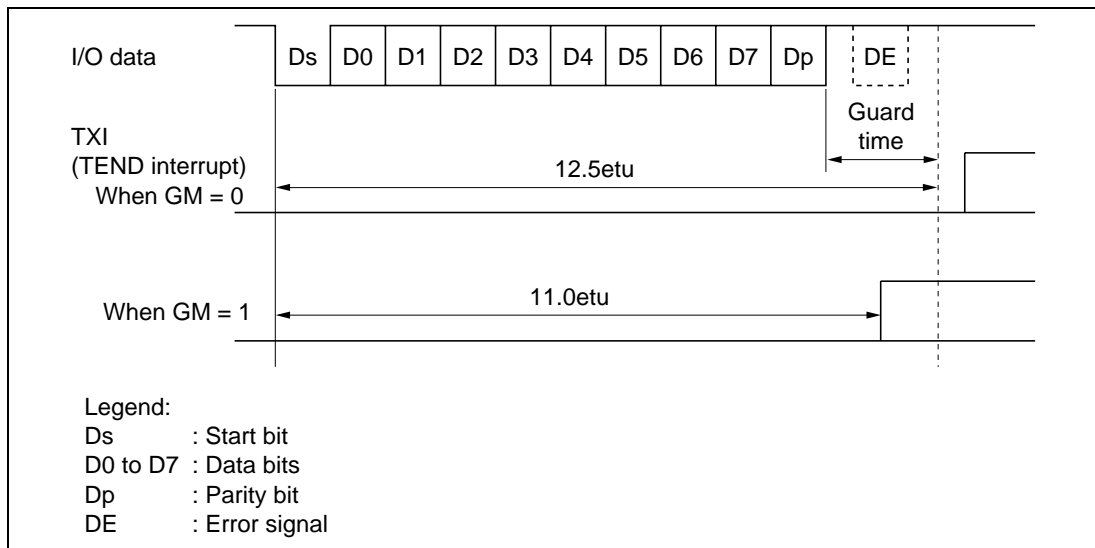 I/O data
Ds D0 D1 D2 D3 D4 D5 D6 D7 Dp DE
Guard
time
TXI
(TEND interrupt)
When GM = 0
12.5etu
When GM = 1
11.0etu
Legend:
Ds : Start bit
D0 to D7 : Data bits
Dp : Parity bit
DE : Error signal